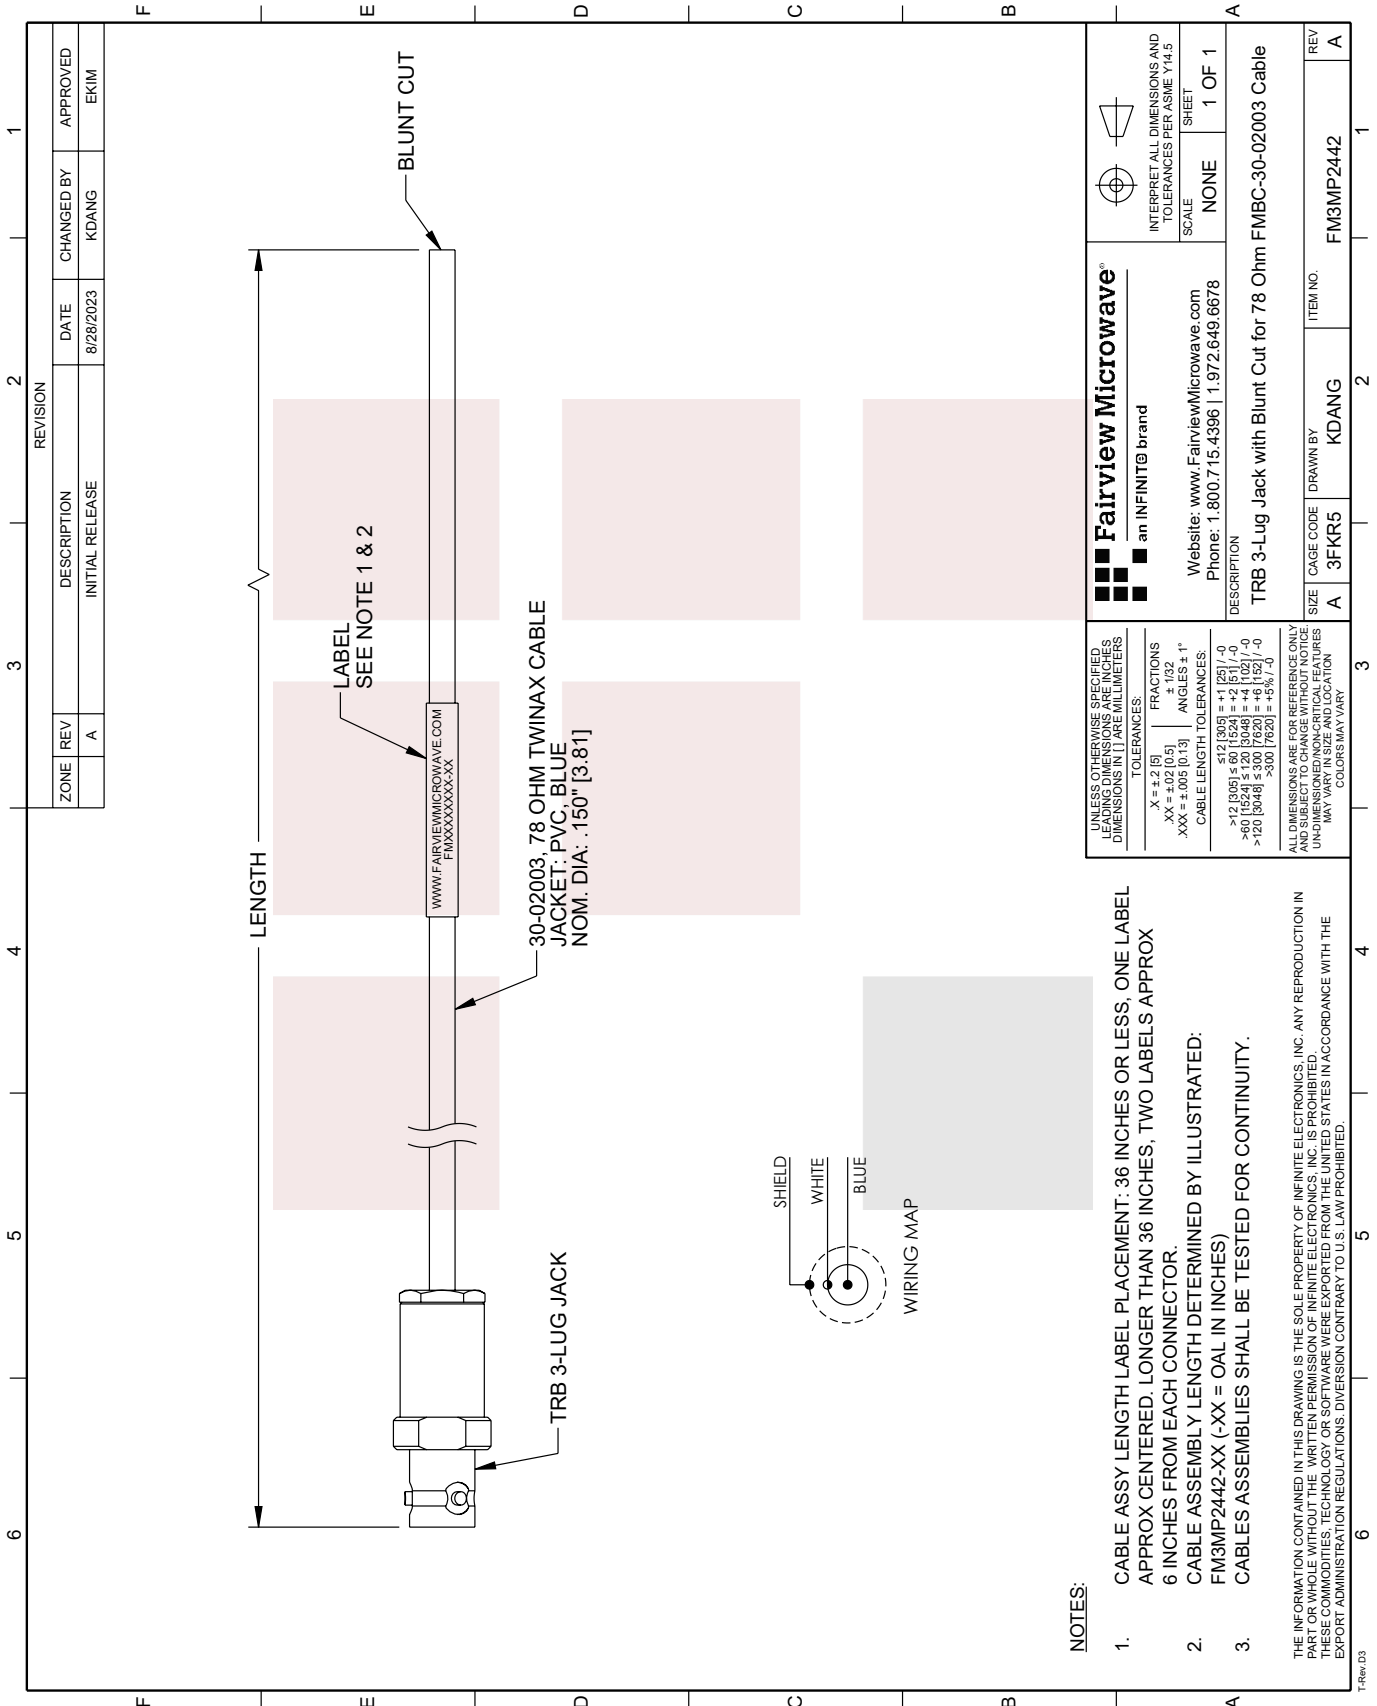 6
5
4
3
2
1
REVISION
ZONE
REV
DESCRIPTION
DATE
CHANGED BY
APPROVED
A
INITIAL RELEASE
8/28/2023
KDANG
EKIM
F
F
E
E
D
D
C
C
B
B
A
A
LENGTH
LABEL
SEE NOTE 1 & 2
BLUNT CUT
WWW.FAIRVIEWMICROWAVE.COM
FMXXXXXXXX-XX
30-02003, 78 OHM TWINAX CABLE
JACKET: PVC, BLUE
NOM. DIA: .150" [3.81]
TRB 3-LUG JACK
SHIELD
WHITE
BLUE
WIRING MAP
NOTES:
1. CABLE ASSY LENGTH LABEL PLACEMENT: 36 INCHES OR LESS, ONE LABEL
APPROX CENTERED. LONGER THAN 36 INCHES, TWO LABELS APPROX
6 INCHES FROM EACH CONNECTOR.
2. CABLE ASSEMBLY LENGTH DETERMINED BY ILLUSTRATED:
FM3MP2442-XX (-XX = OAL IN INCHES)
3. CABLES ASSEMBLIES SHALL BE TESTED FOR CONTINUITY.
THE INFORMATION CONTAINED IN THIS DRAWING IS THE SOLE PROPERTY OF INFINITE ELECTRONICS, INC. ANY REPRODUCTION IN
PART OR WHOLE WITHOUT THE WRITTEN PERMISSION OF INFINITE ELECTRONICS, INC. IS PROHIBITED.
THESE COMMODITIES, TECHNOLOGY OR SOFTWARE WERE EXPORTED FROM THE UNITED STATES IN ACCORDANCE WITH THE
EXPORT ADMINISTRATION REGULATIONS. DIVERSION CONTRARY TO U.S. LAW PROHIBITED.
UNLESS OTHERWISE SPECIFIED
LEADING DIMENSIONS ARE INCHES
DIMENSIONS IN [ ] ARE MILLIMETERS
TOLERANCES:
.X = ±.2 [5]
.XX = ±.02 [0.5]
.XXX = ±.005 [0.13]
FRACTIONS
± 1/32
ANGLES ± 1°
CABLE LENGTH TOLERANCES:
≤12 [305] = +1 [25] / -0
>12 [305] ≤ 60 [1524] = +2 [51] / -0
>60 [1524] ≤ 120 [3048] = +4 [102] / -0
>120 [3048] ≤ 300 [7620] = +6 [152] / -0
>300 [7620] = +5% / -0
ALL DIMENSIONS ARE FOR REFERENCE ONLY
AND SUBJECT TO CHANGE WITHOUT NOTICE.
UN-DIMENSIONED/NON-CRITICAL FEATURES
MAY VARY IN SIZE AND LOCATION
COLORS MAY VARY
Fairview Microwave®
an INFINITE brand
Website: www.FairviewMicrowave.com
Phone: 1.800.715.4396 | 1.972.649.6678
INTERPRET ALL DIMENSIONS AND
TOLERANCES PER ASME Y14.5
SCALE
NONE
SHEET
1 OF 1
DESCRIPTION
TRB 3-Lug Jack with Blunt Cut for 78 Ohm FMBC-30-02003 Cable
SIZE
A
CAGE CODE
3FKR5
DRAWN BY
KDANG
ITEM NO.
FM3MP2442
REV
A
6
5
4
3
2
1
T-Rev.D3